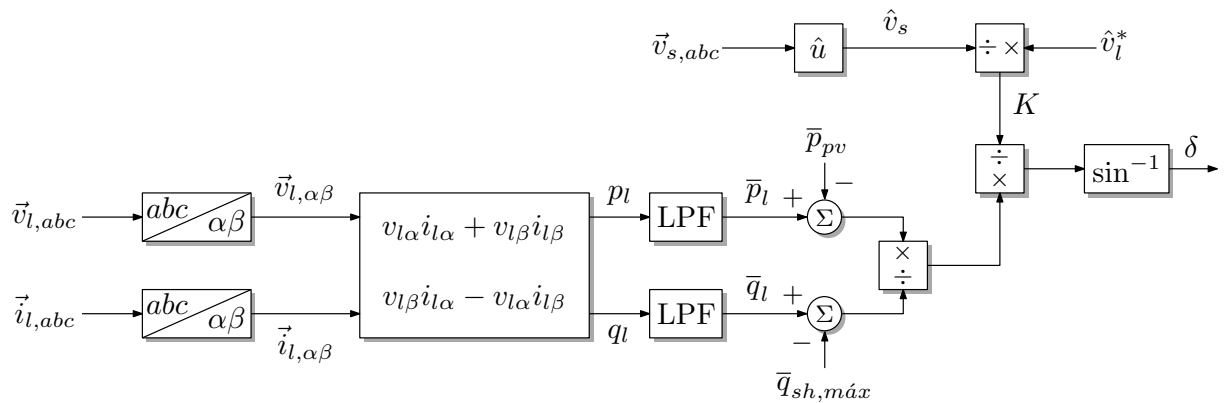 v⃗_{s,abc}
û
v̂_s
÷ ×
v̂_l^*
K
÷
×
sin^{−1}
δ
p̅_{pv}
−
v⃗_{l,abc}
abc
αβ
v⃗_{l,αβ}
v_{lα}i_{lα} + v_{lβ}i_{lβ}
p_l
LPF
p̅_l
+
Σ
×
÷
v_{lβ}i_{lα} − v_{lα}i_{lβ}
i⃗_{l,abc}
abc
αβ
i⃗_{l,αβ}
q_l
LPF
q̅_l
+
Σ
−
q̅_{sh,máx}